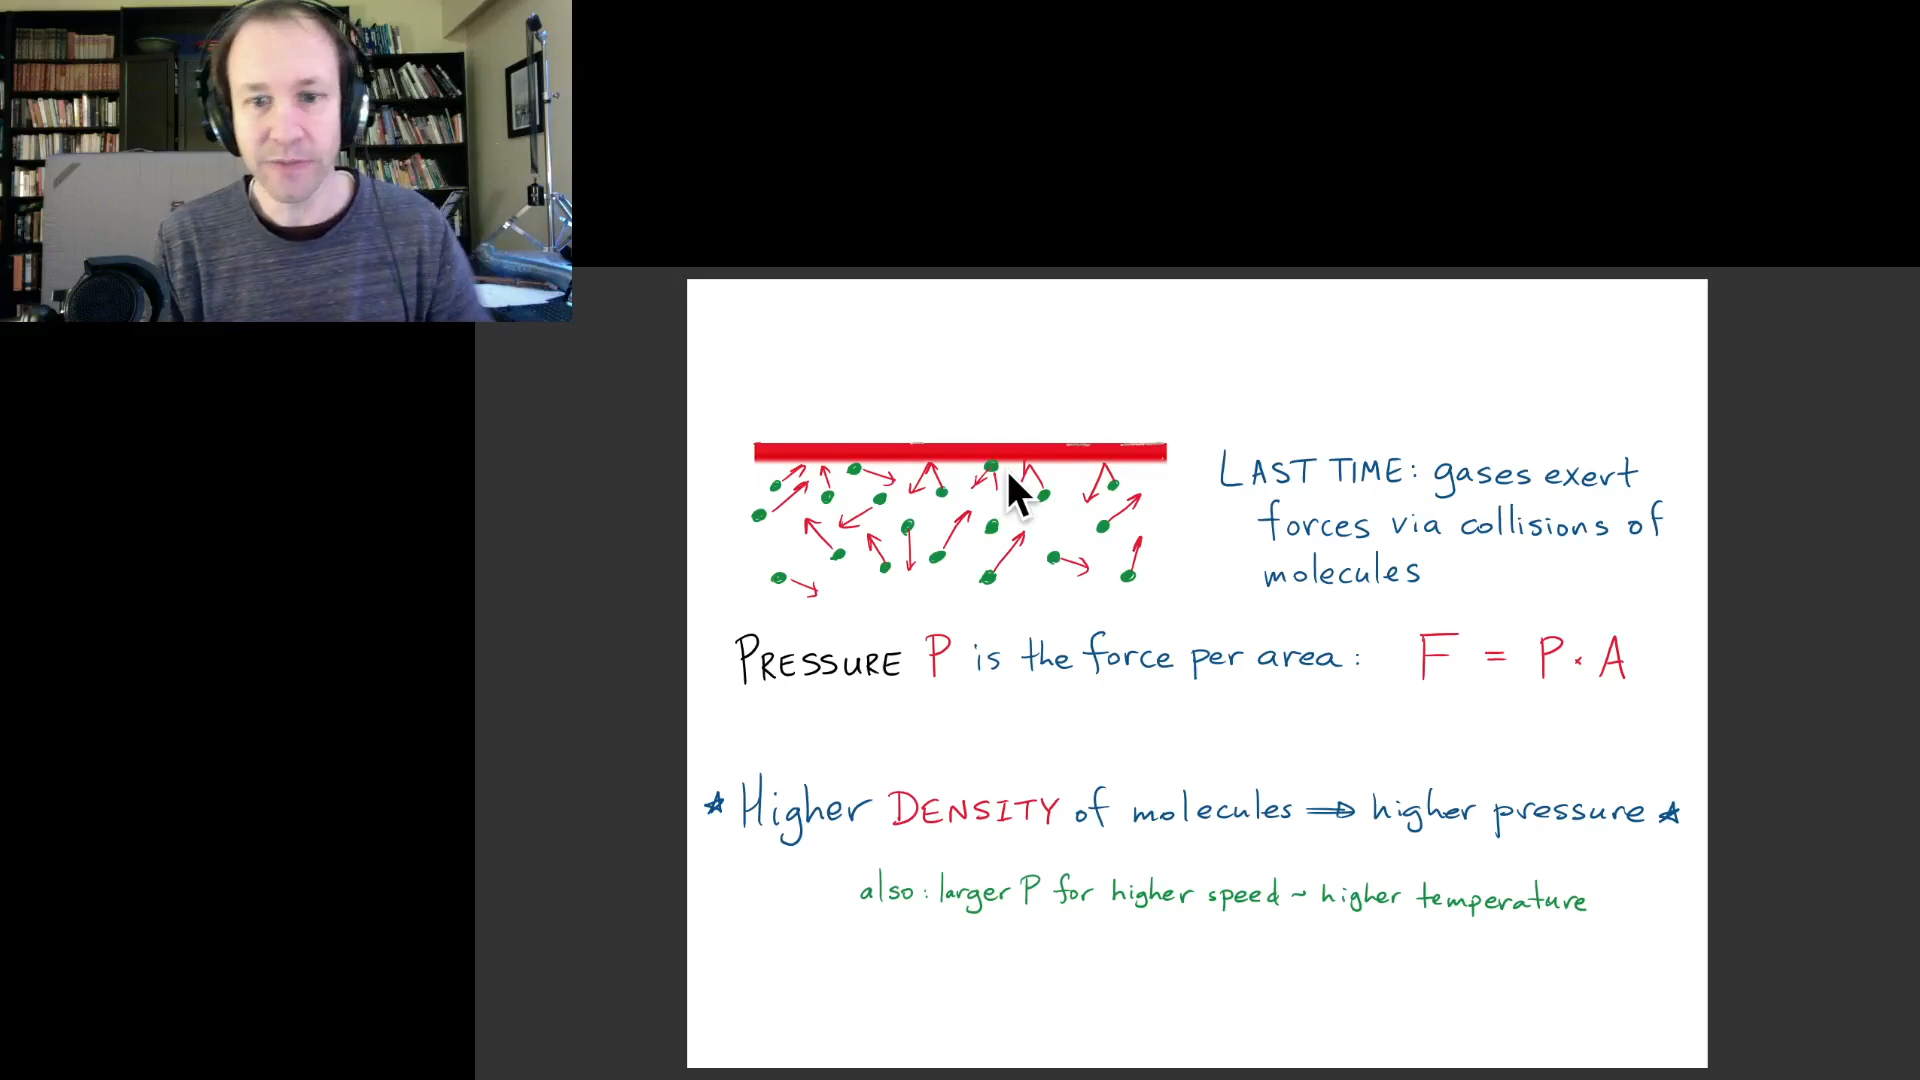 LAST TIME: gases exert
forces via collisions of
molecules
PRESSURE P is the force per area: F = P · A
* Higher DENSITY of molecules ⟹ higher pressure *
also: larger P for higher speed ~ higher temperature